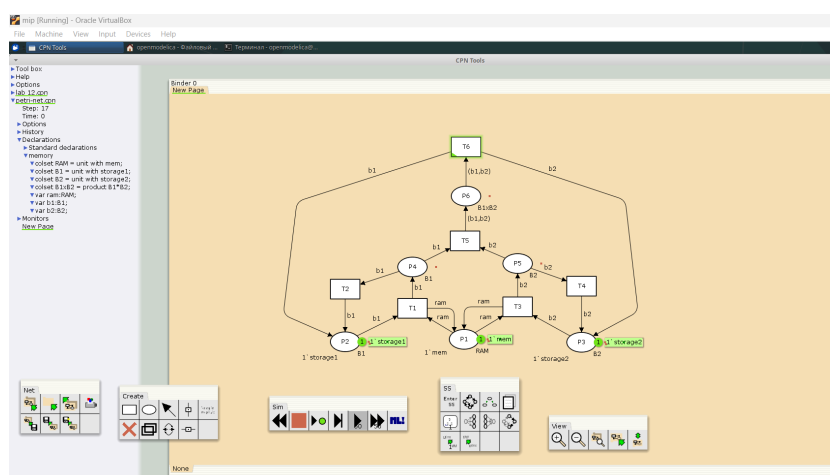 mip [Running] - Oracle VirtualBox
File Machine View Input Devices Help
CPN Tools
openmodelica - Файловый ...
Терминал - openmodelica@...
CPN Tools
Tool box
Help
Options
lab_12.cpn
petri-net.cpn
Step: 17
Time: 0
Options
History
Declarations
Standard declarations
memory
colset RAM = unit with mem;
colset B1 = unit with storage1;
colset B2 = unit with storage2;
colset B1xB2 = product B1*B2;
var ram:RAM;
var b1:B1;
var b2:B2;
Monitors
New Page
Binder 0
New Page
T6
b1
(b1,b2)
b2
P6
B1xB2
(b1,b2)
T5
b1
b2
P4
B1
P5
B2
b1
b2
T2
b1
b2
T4
T1
ram
ram
T3
b1
b1
ram
ram
b2
b2
P2
1
1`storage1
P1
1
1`mem
P3
1
1`storage2
1`storage1
B1
1`mem
RAM
1`storage2
B2
Net
Create
Sim
50
ML!
SS
Enter SS
View
None